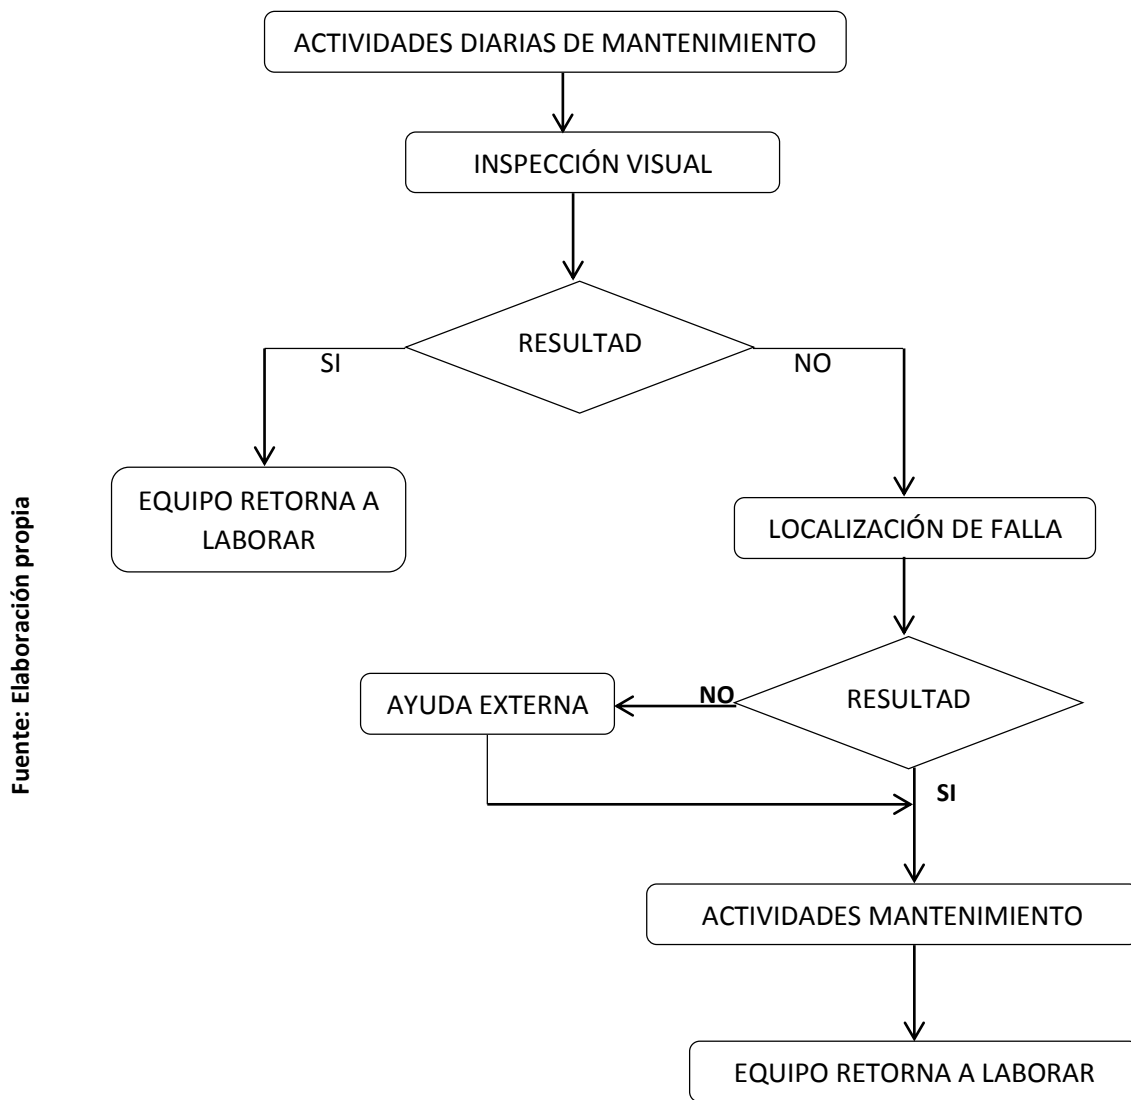 ACTIVIDADES DIARIAS DE MANTENIMIENTO
INSPECCIÓN VISUAL
RESULTAD
SI
NO
EQUIPO RETORNA A
LABORAR
LOCALIZACIÓN DE FALLA
RESULTAD
NO
AYUDA EXTERNA
SI
ACTIVIDADES MANTENIMIENTO
EQUIPO RETORNA A LABORAR
Fuente: Elaboración propia